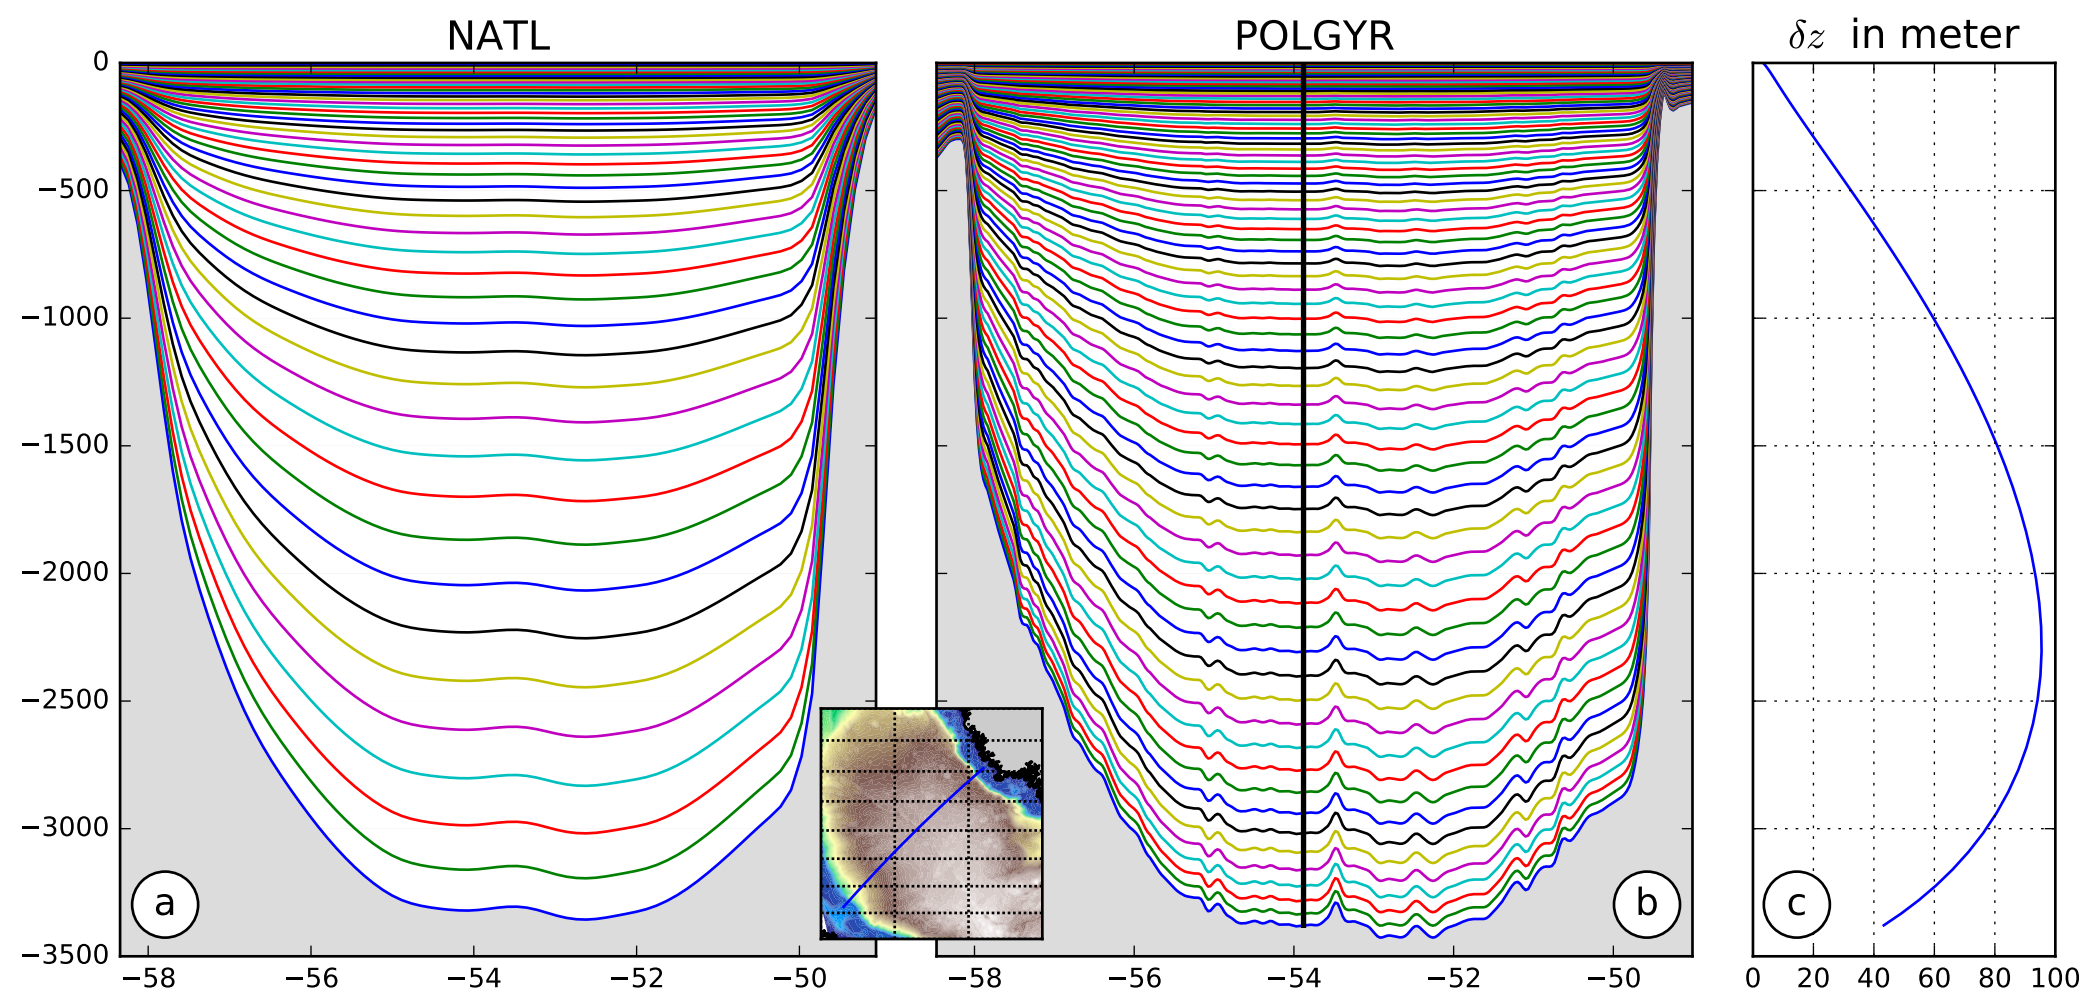 NATL
POLGYR
δz in meter
0
−500
−1000
−1500
−2000
−2500
−3000
−3500
a
b
c
−58 −56 −54 −52 −50
−58 −56 −54 −52 −50
0 20 40 60 80 100